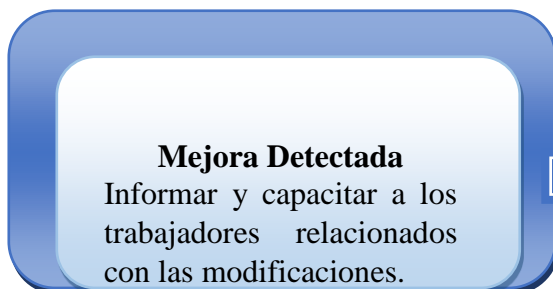 Mejora Detectada
Informar y capacitar a los
trabajadores relacionados
con las modificaciones.